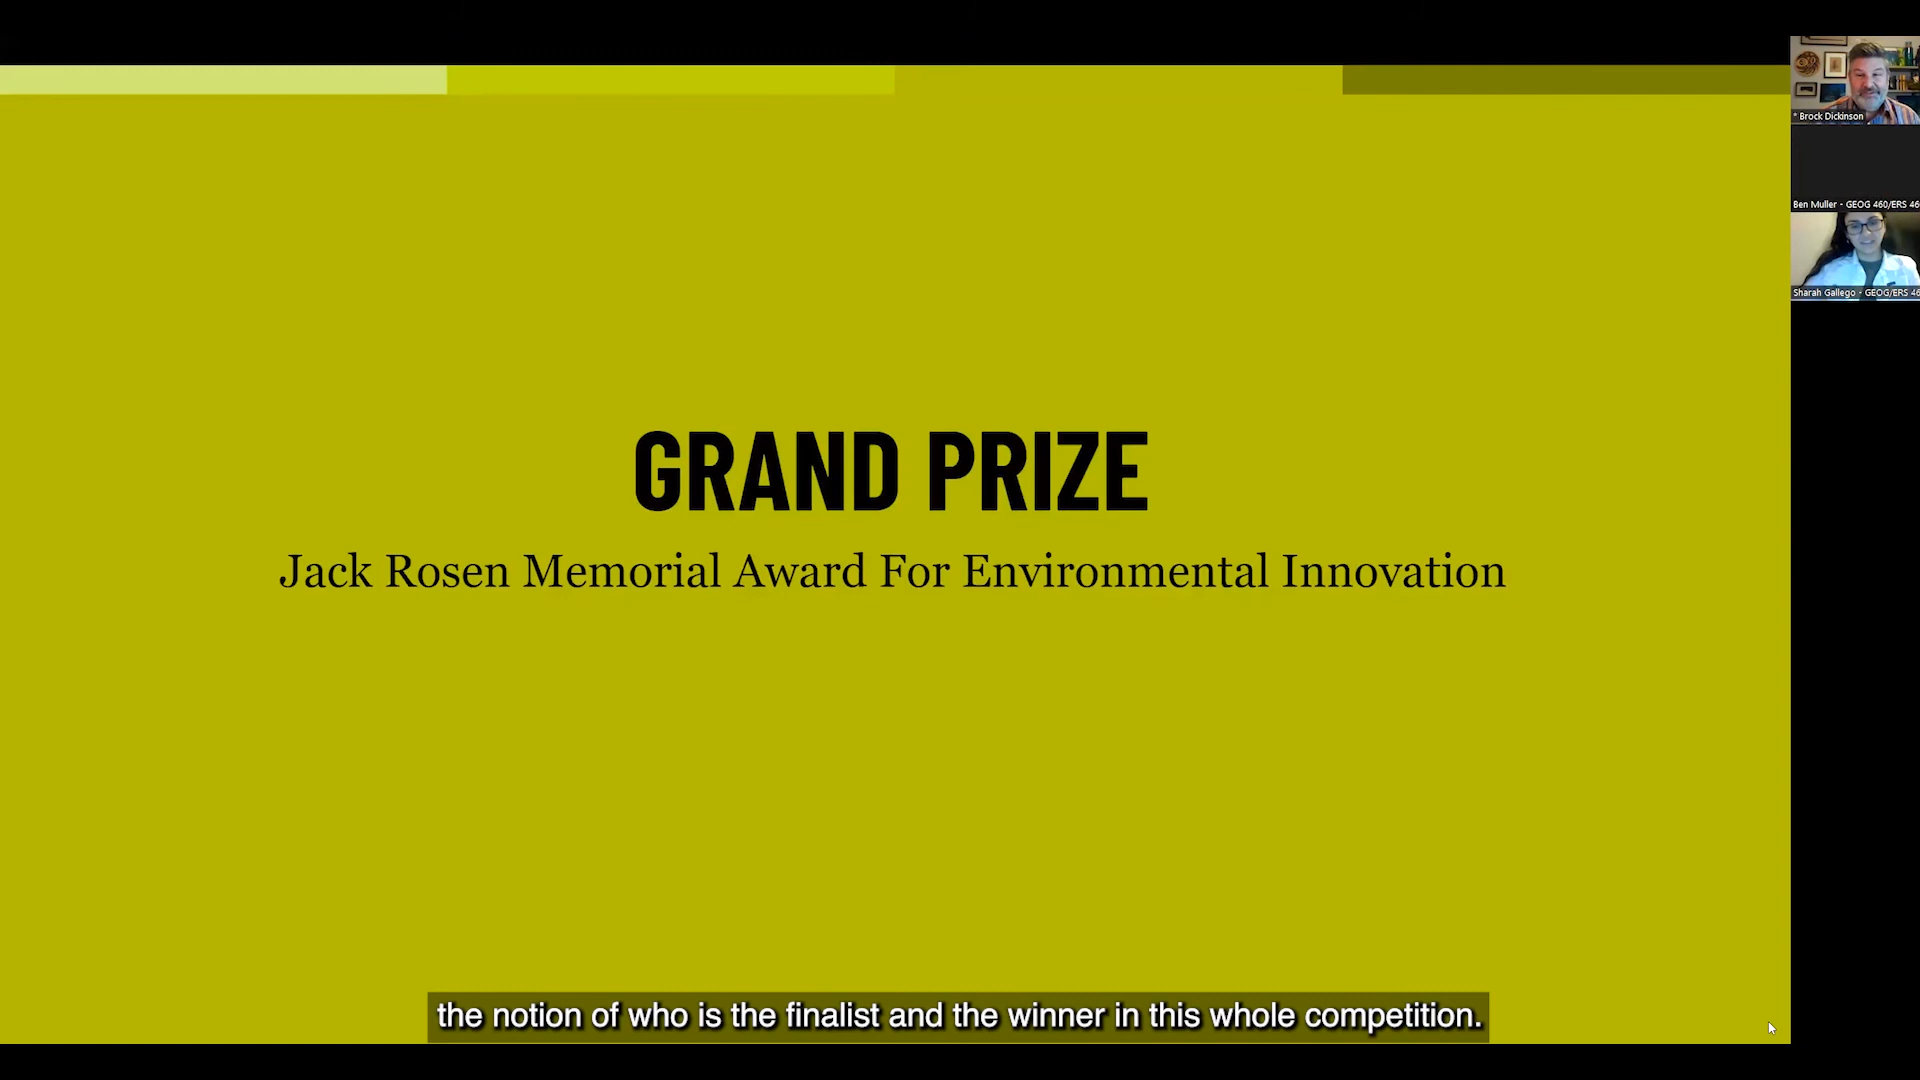 GRAND PRIZE
Jack Rosen Memorial Award For Environmental Innovation
* Brock Dickinson
Ben Muller - GEOG 460/ERS 46
Sharah Gallego - GEOG/ERS 46
the notion of who is the finalist and the winner in this whole competition.